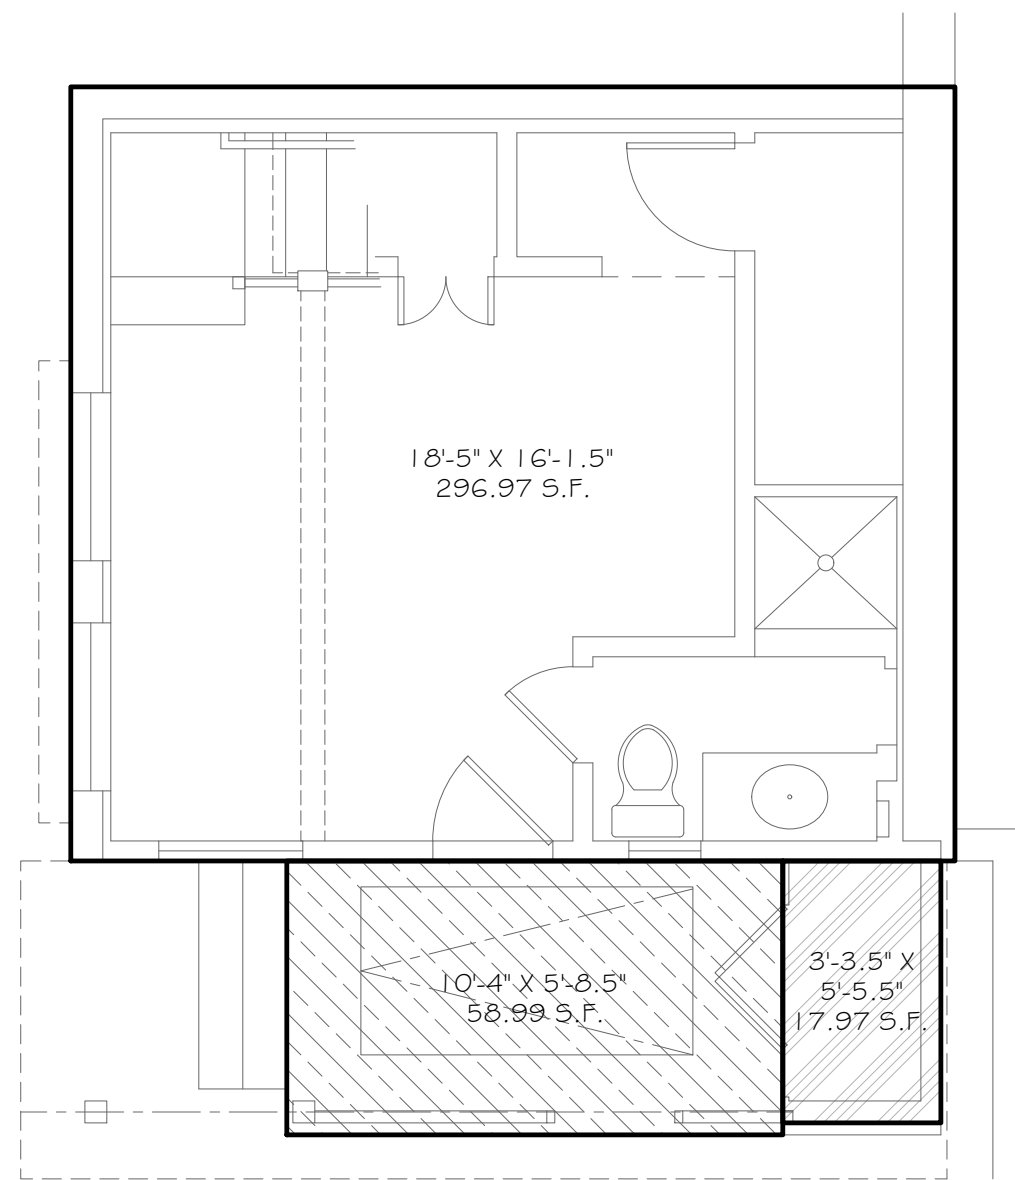 18'-5" X 16'-1.5"
296.97 S.F.
10'-4" X 5'-8.5"
58.99 S.F.
3'-3.5" X
5'-5.5"
17.97 S.F.